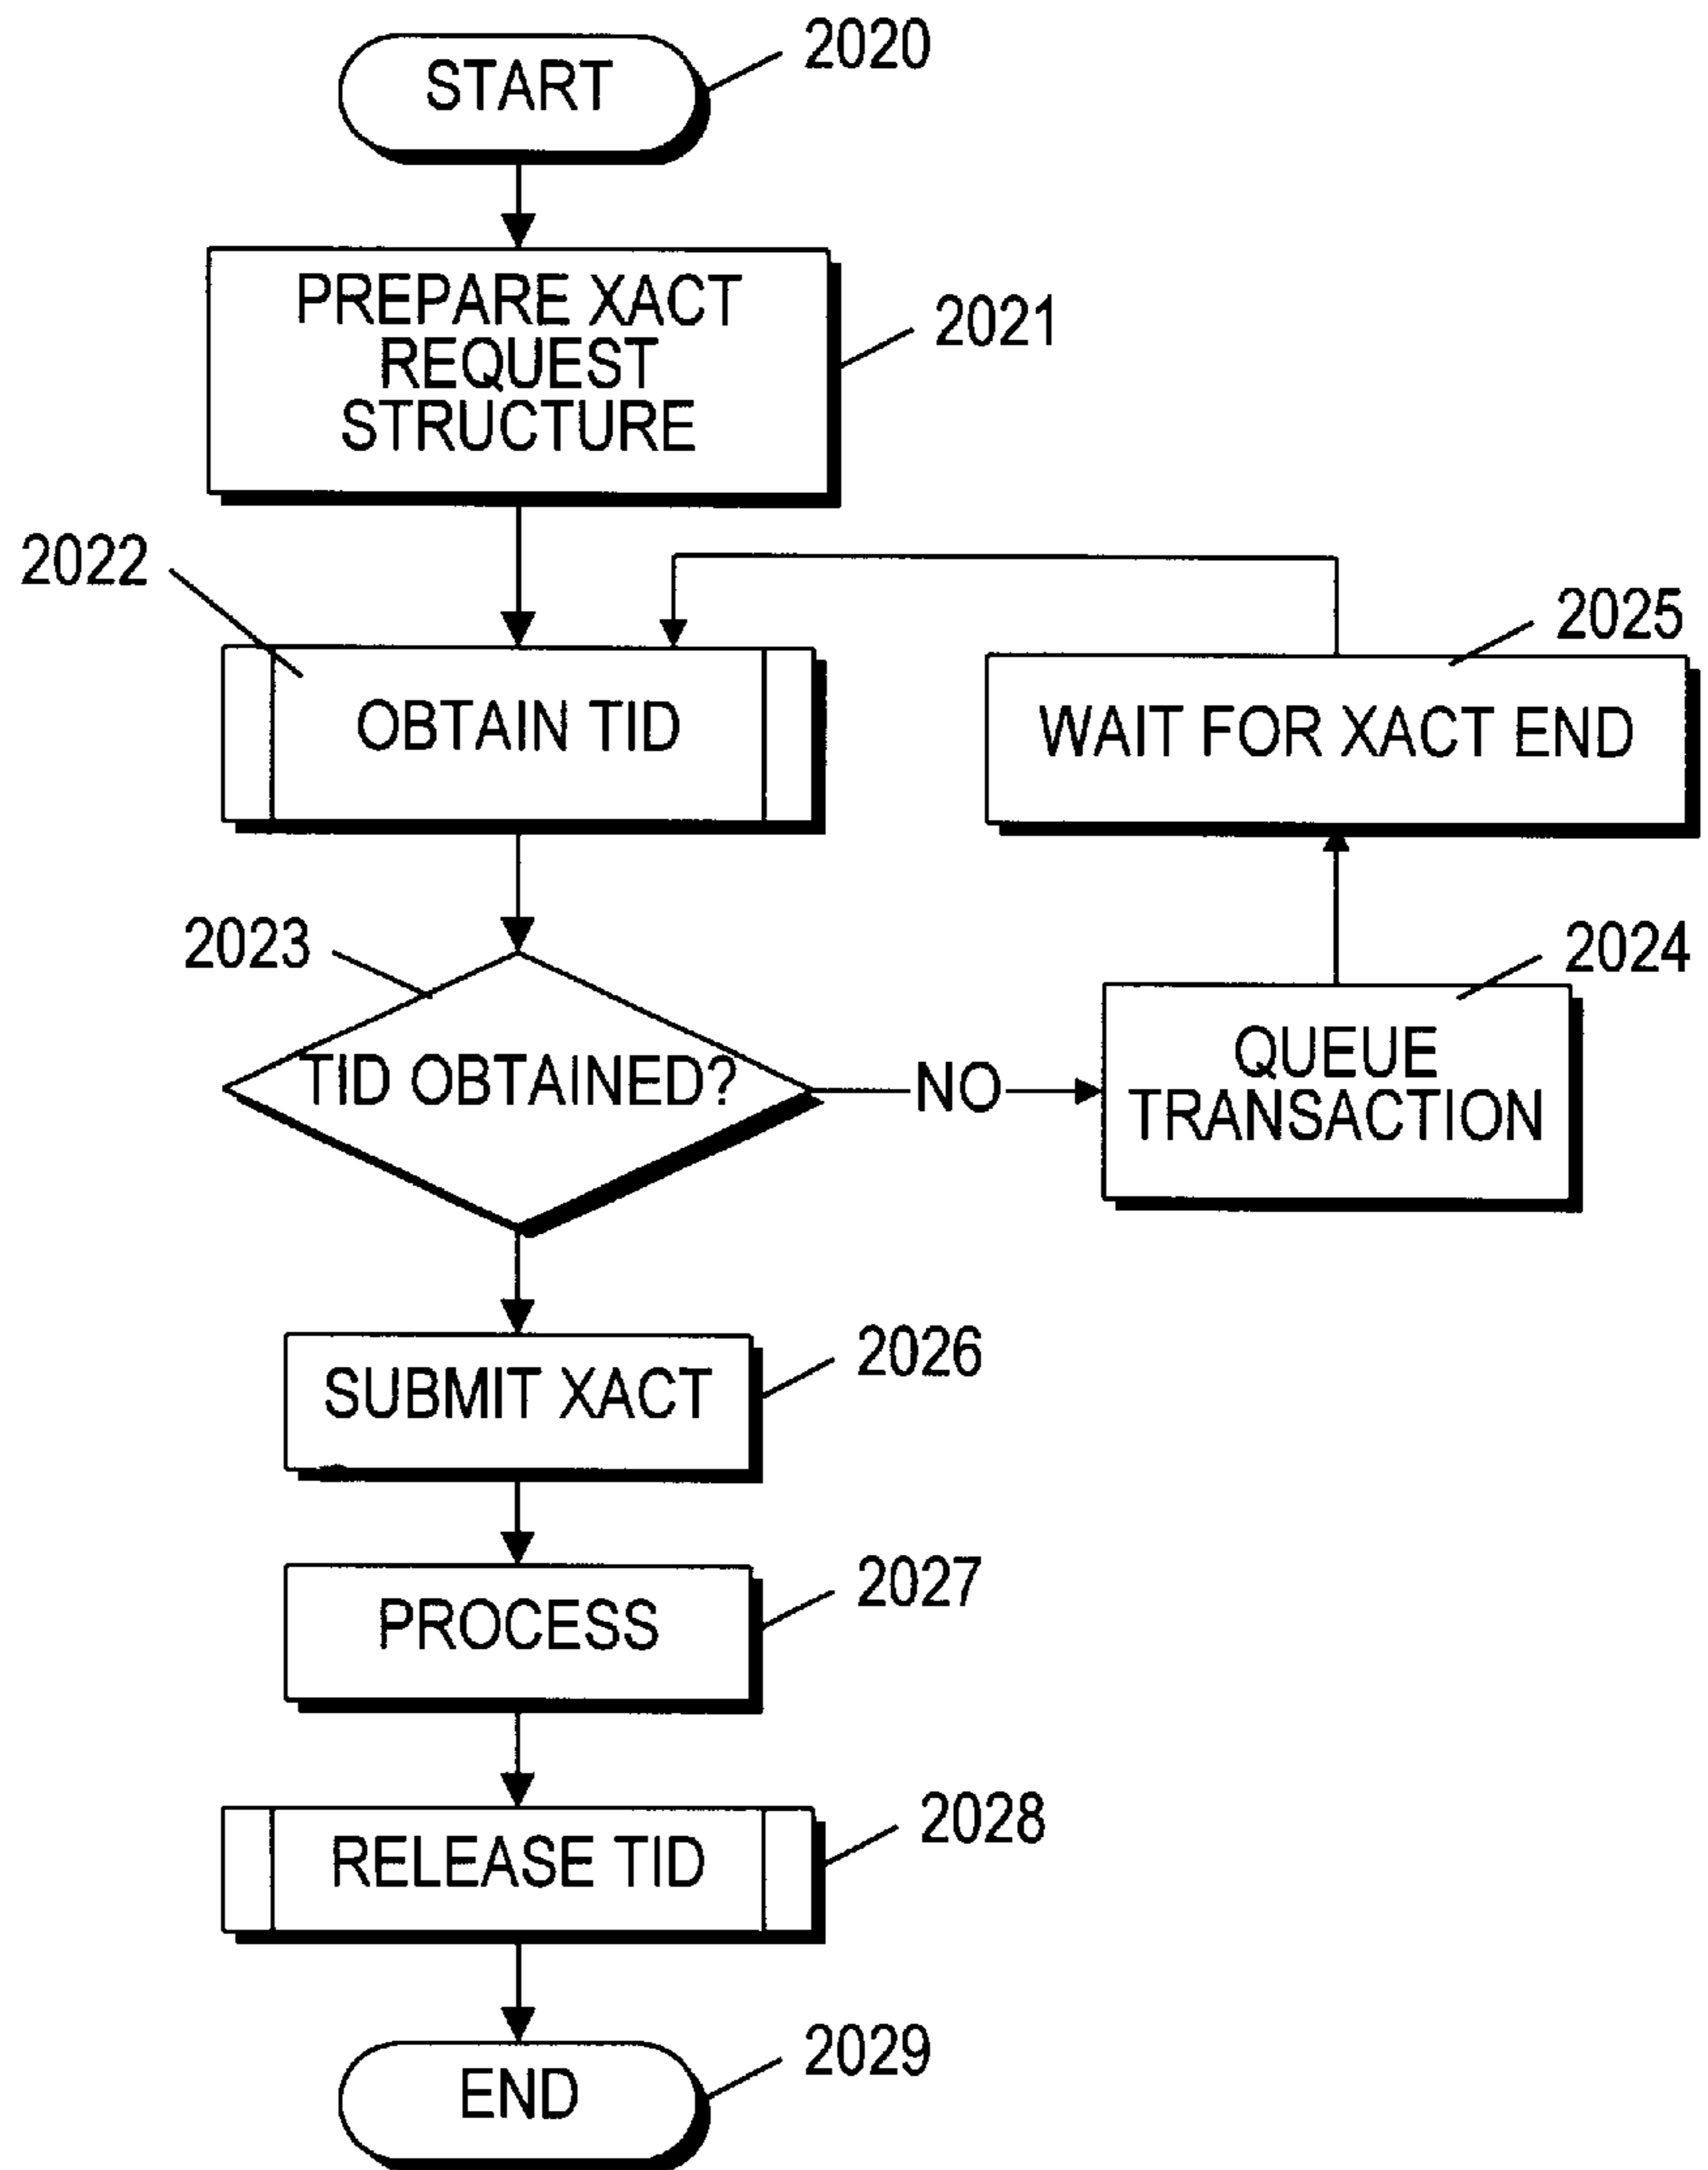 START
2020
PREPARE XACT
REQUEST
STRUCTURE
2021
2022
OBTAIN TID
2025
WAIT FOR XACT END
2023
TID OBTAINED?
NO
2024
QUEUE
TRANSACTION
SUBMIT XACT
2026
PROCESS
2027
RELEASE TID
2028
END
2029